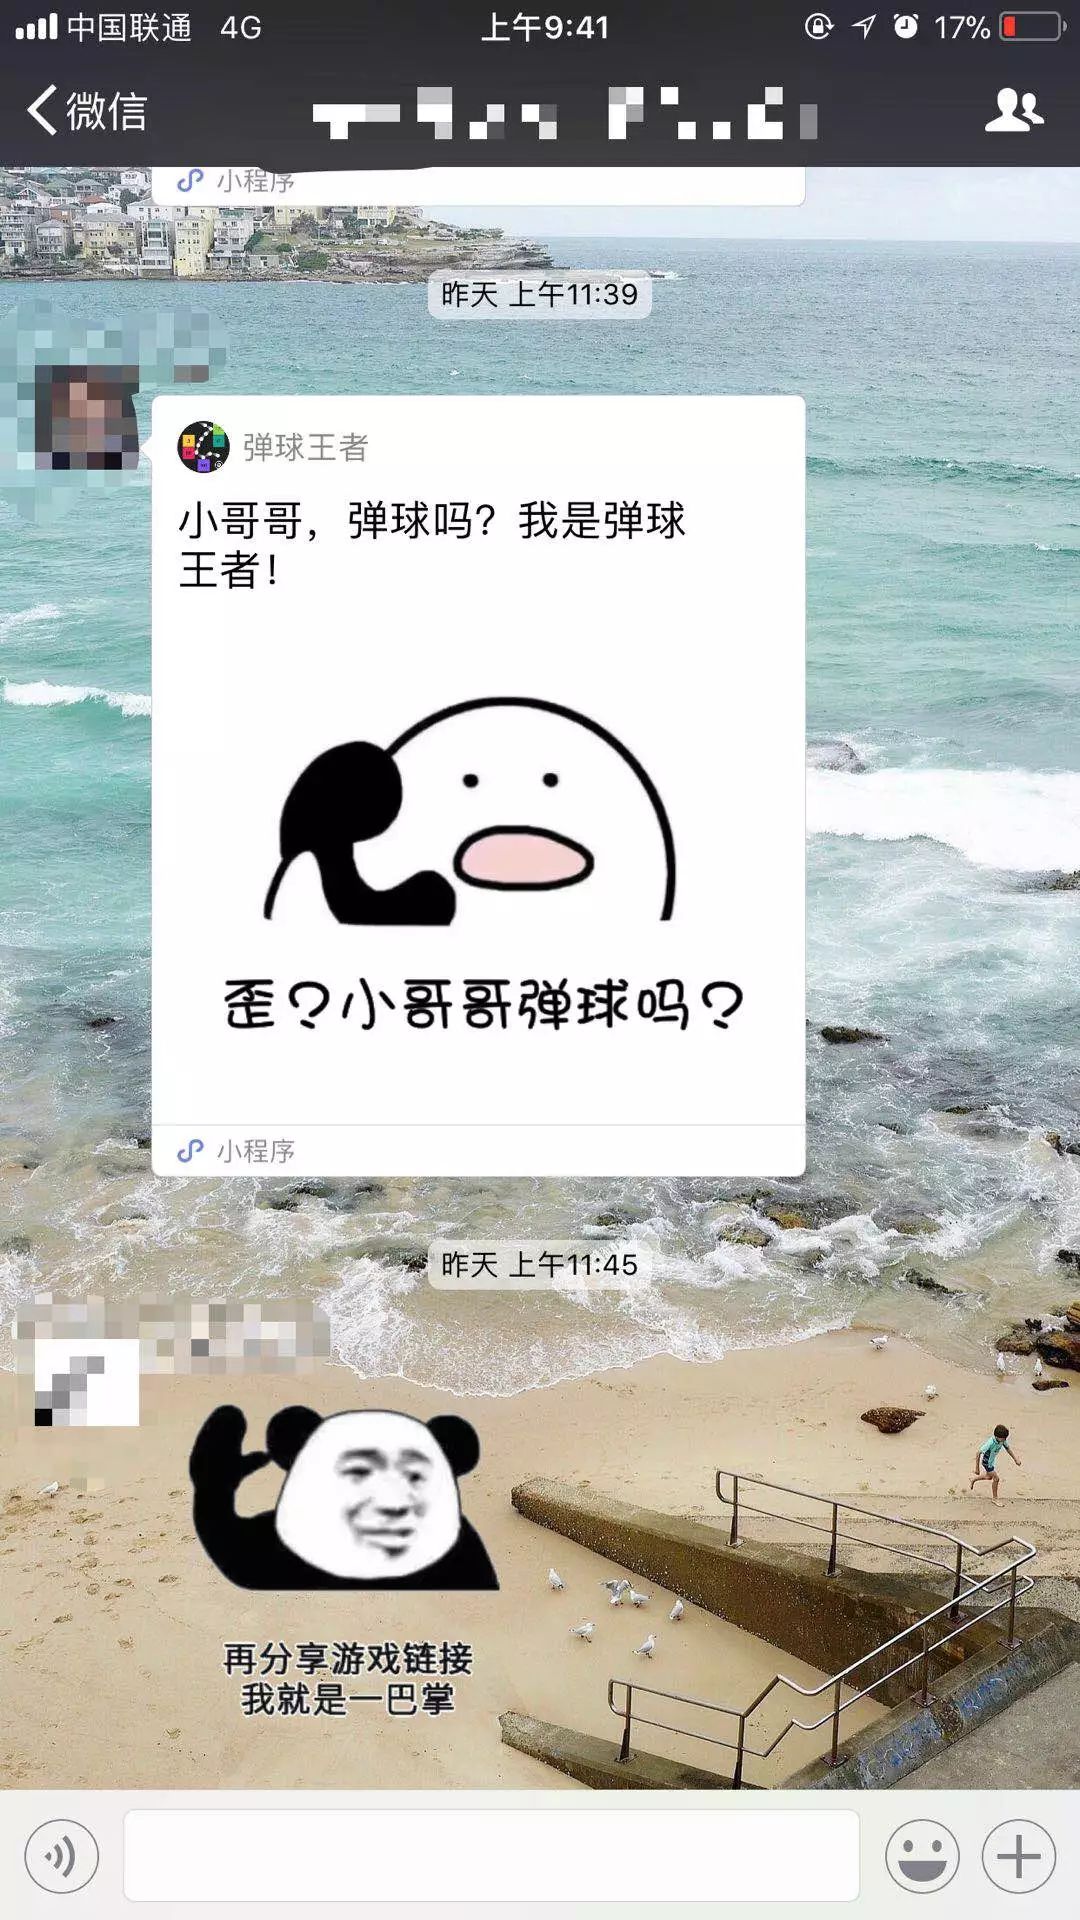 中国联通 4G 上午9:41 17%
微信
小程序
昨天 上午11:39
弹球王者
小哥哥，弹球吗？我是弹球
王者！
歪？小哥哥弹球吗？
小程序
昨天 上午11:45
再分享游戏链接
我就是一巴掌